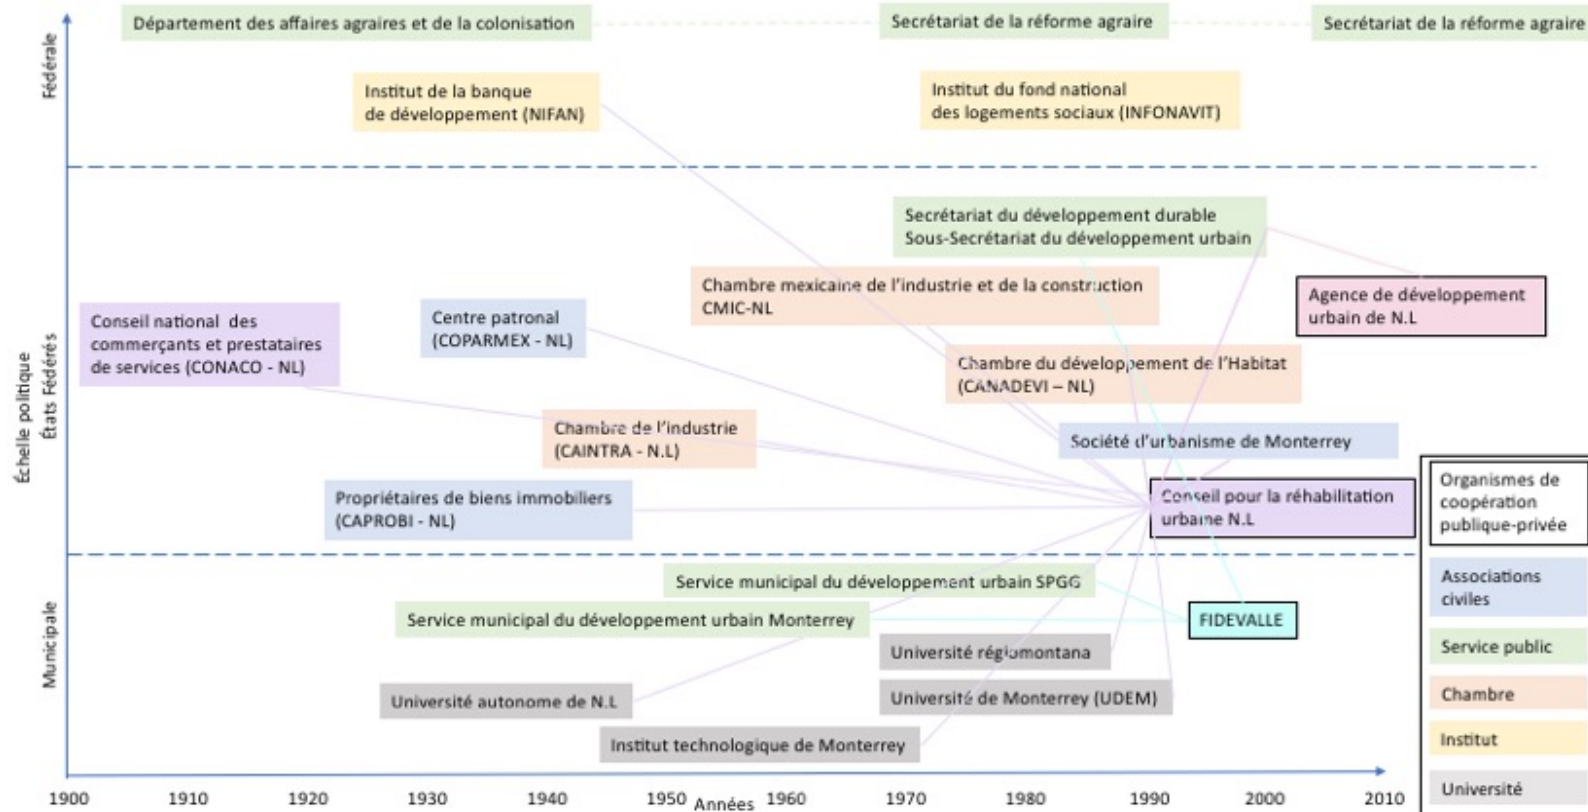 Département des affaires agraires et de la colonisation
Secrétariat de la réforme agraire
Secrétariat de la réforme agraire
Fédérale
Institut de la banque
de développement (NIFAN)
Institut du fond national
des logements sociaux (INFONAVIT)
Secrétariat du développement durable
Sous-Secrétariat du développement urbain
Chambre mexicaine de l'industrie et de la construction
CMIC-NL
Agence de développement
urbain de N.L
Conseil national des
commerçants et prestataires
de services (CONACO - NL)
Centre patronal
(COPARMEX - NL)
Chambre du développement de l'Habitat
(CANADEVI – NL)
Échelle politique
États Fédérés
Chambre de l'industrie
(CAINTRA - N.L)
Société d'urbanisme de Monterrey
Propriétaires de biens immobiliers
(CAPROBI - NL)
Conseil pour la réhabilitation
urbaine N.L
Municipale
Service municipal du développement urbain SPGG
Service municipal du développement urbain Monterrey
FIDEVALLE
Université régiomontana
Université autonome de N.L
Université de Monterrey (UDEM)
Institut technologique de Monterrey
Organismes de
coopération
publique-privée
Associations
civiles
Service public
Chambre
Institut
Université
1900 1910 1920 1930 1940 1950 1960 1970 1980 1990 2000 2010
Années